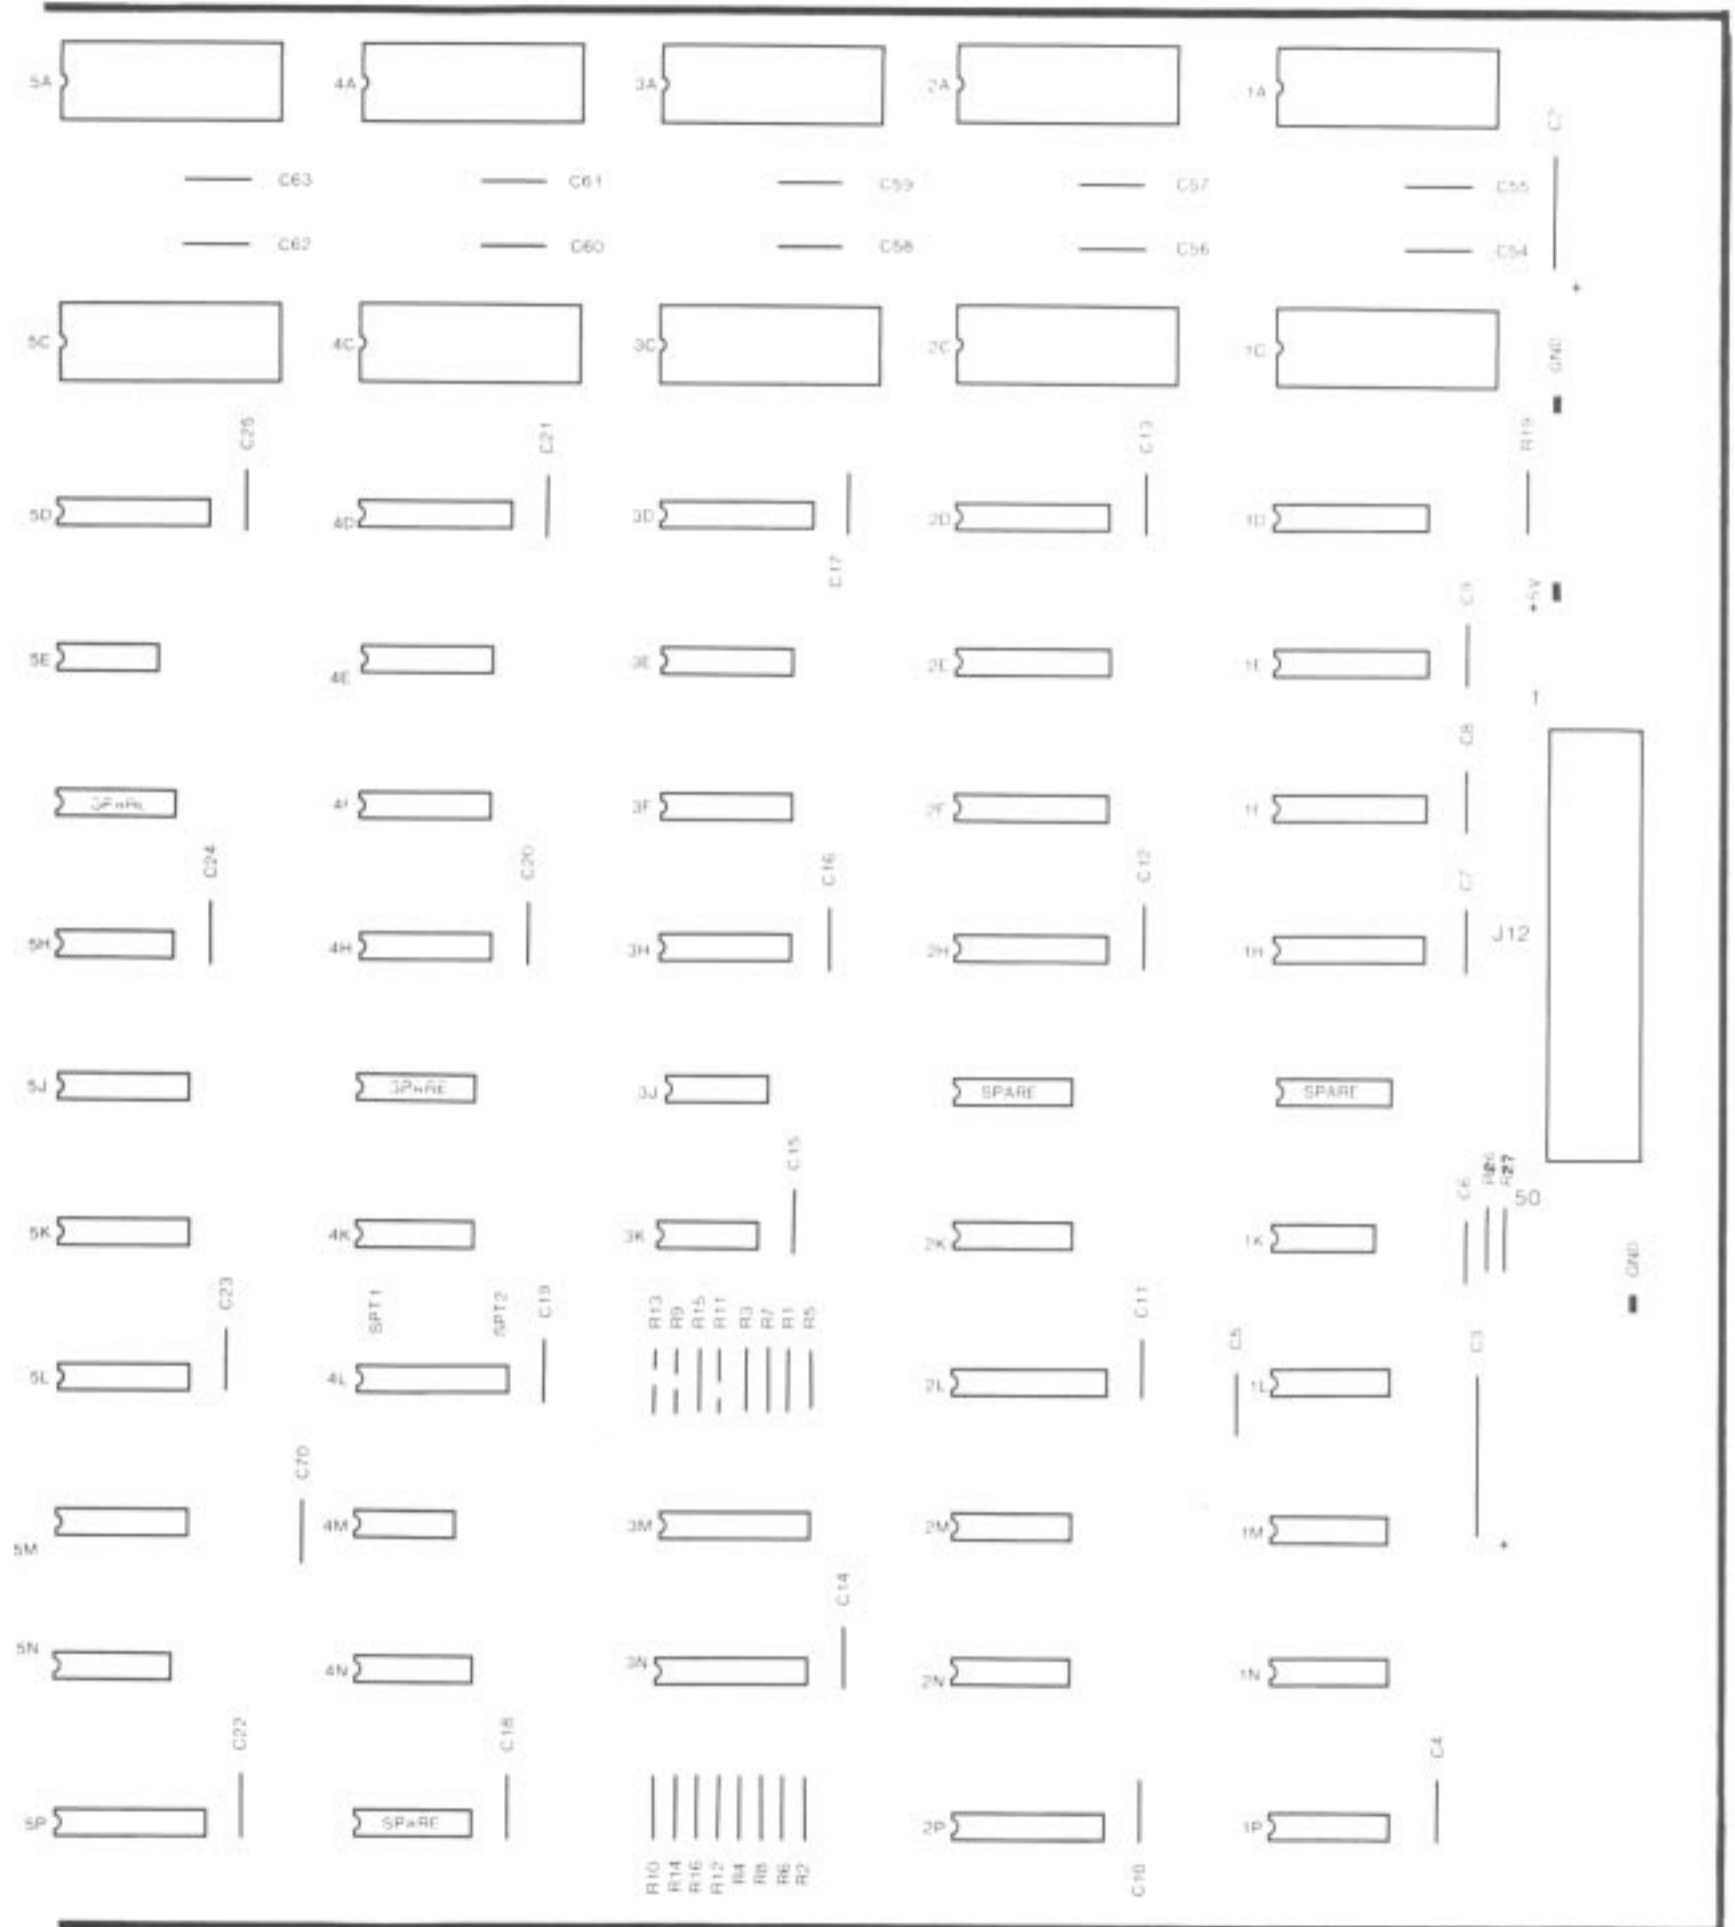 5A 4A 3A 2A 1A
C2
C63 C61 C59 C57 C55
C62 C60 C58 C56 C54
+
5C 4C 3C 2C 1C
GND
C25 C21 C13 R19
5D 4D 3D 2D 1D
C17
+5V
C9
5E 4E 3E 2E 1E
1
C8
4F 3F 2F 1F
C24 C20 C16 C12 C7
5H 4H 3H 2H 1H
J12
5J SPARE 3J SPARE SPARE
C15
C6 R27
50
5K 4K 3K 2K 1K
GND
C23 SPT1 SPT2 C19 R13 R9 R15 R11 R3 R7 R1 R5 C11 C5 C3
5L 4L 2L 1L
C70
5M 4M 3M 2M 1M
+
C14
5N 4N 3N 2N 1N
C22 C18 C4
5P SPARE 2P 1P
R10 R14 R16 R12 R4 R8 R6 R2 C10